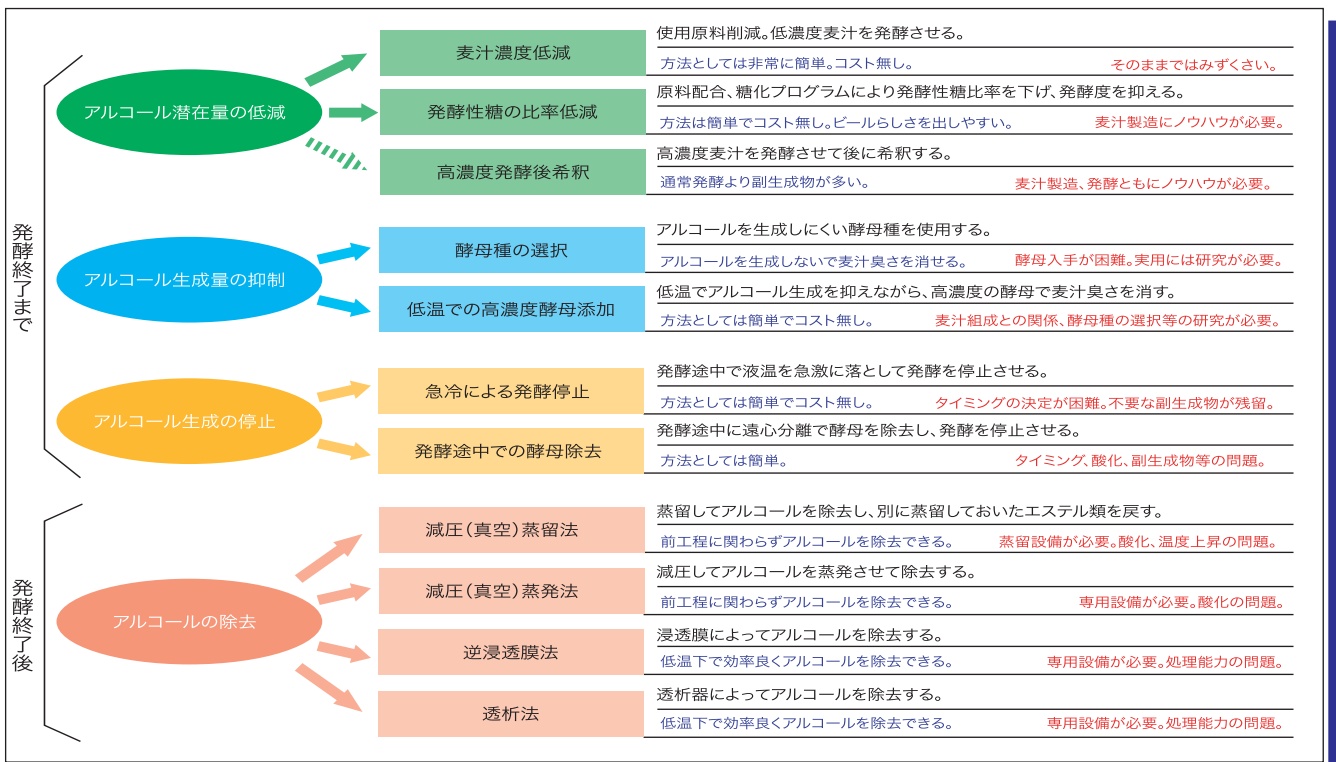 発酵終了まで
アルコール潜在量の低減
麦汁濃度低減
使用原料削減。低濃度麦汁を発酵させる。
方法としては非常に簡単。コスト無し。
そのままではみずくさい。
発酵性糖の比率低減
原料配合、糖化プログラムにより発酵性糖比率を下げ、発酵度を抑える。
方法は簡単でコスト無し。ビールらしさを出しやすい。
麦汁製造にノウハウが必要。
高濃度発酵後希釈
高濃度麦汁を発酵させて後に希釈する。
通常発酵より副生成物が多い。
麦汁製造、発酵ともにノウハウが必要。
アルコール生成量の抑制
酵母種の選択
アルコールを生成しにくい酵母種を使用する。
アルコールを生成しないで麦汁臭さを消せる。
酵母入手が困難。実用には研究が必要。
低温での高濃度酵母添加
低温でアルコール生成を抑えながら、高濃度の酵母で麦汁臭さを消す。
方法としては簡単でコスト無し。
麦汁組成との関係、酵母種の選択等の研究が必要。
アルコール生成の停止
急冷による発酵停止
発酵途中で液温を急激に落として発酵を停止させる。
方法としては簡単でコスト無し。
タイミングの決定が困難。不要な副生成物が残留。
発酵途中での酵母除去
発酵途中に遠心分離で酵母を除去し、発酵を停止させる。
方法としては簡単。
タイミング、酸化、副生成物等の問題。
発酵終了後
アルコールの除去
減圧(真空)蒸留法
蒸留してアルコールを除去し、別に蒸留しておいたエステル類を戻す。
前工程に関わらずアルコールを除去できる。
蒸留設備が必要。酸化、温度上昇の問題。
減圧(真空)蒸発法
減圧してアルコールを蒸発させて除去する。
前工程に関わらずアルコールを除去できる。
専用設備が必要。酸化の問題。
逆浸透膜法
浸透膜によってアルコールを除去する。
低温下で効率良くアルコールを除去できる。
専用設備が必要。処理能力の問題。
透析法
透析器によってアルコールを除去する。
低温下で効率良くアルコールを除去できる。
専用設備が必要。処理能力の問題。